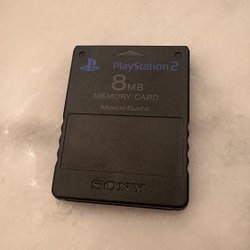 PlayStation 2
8MB
MEMORY CARD
MAGICGATE
SONY